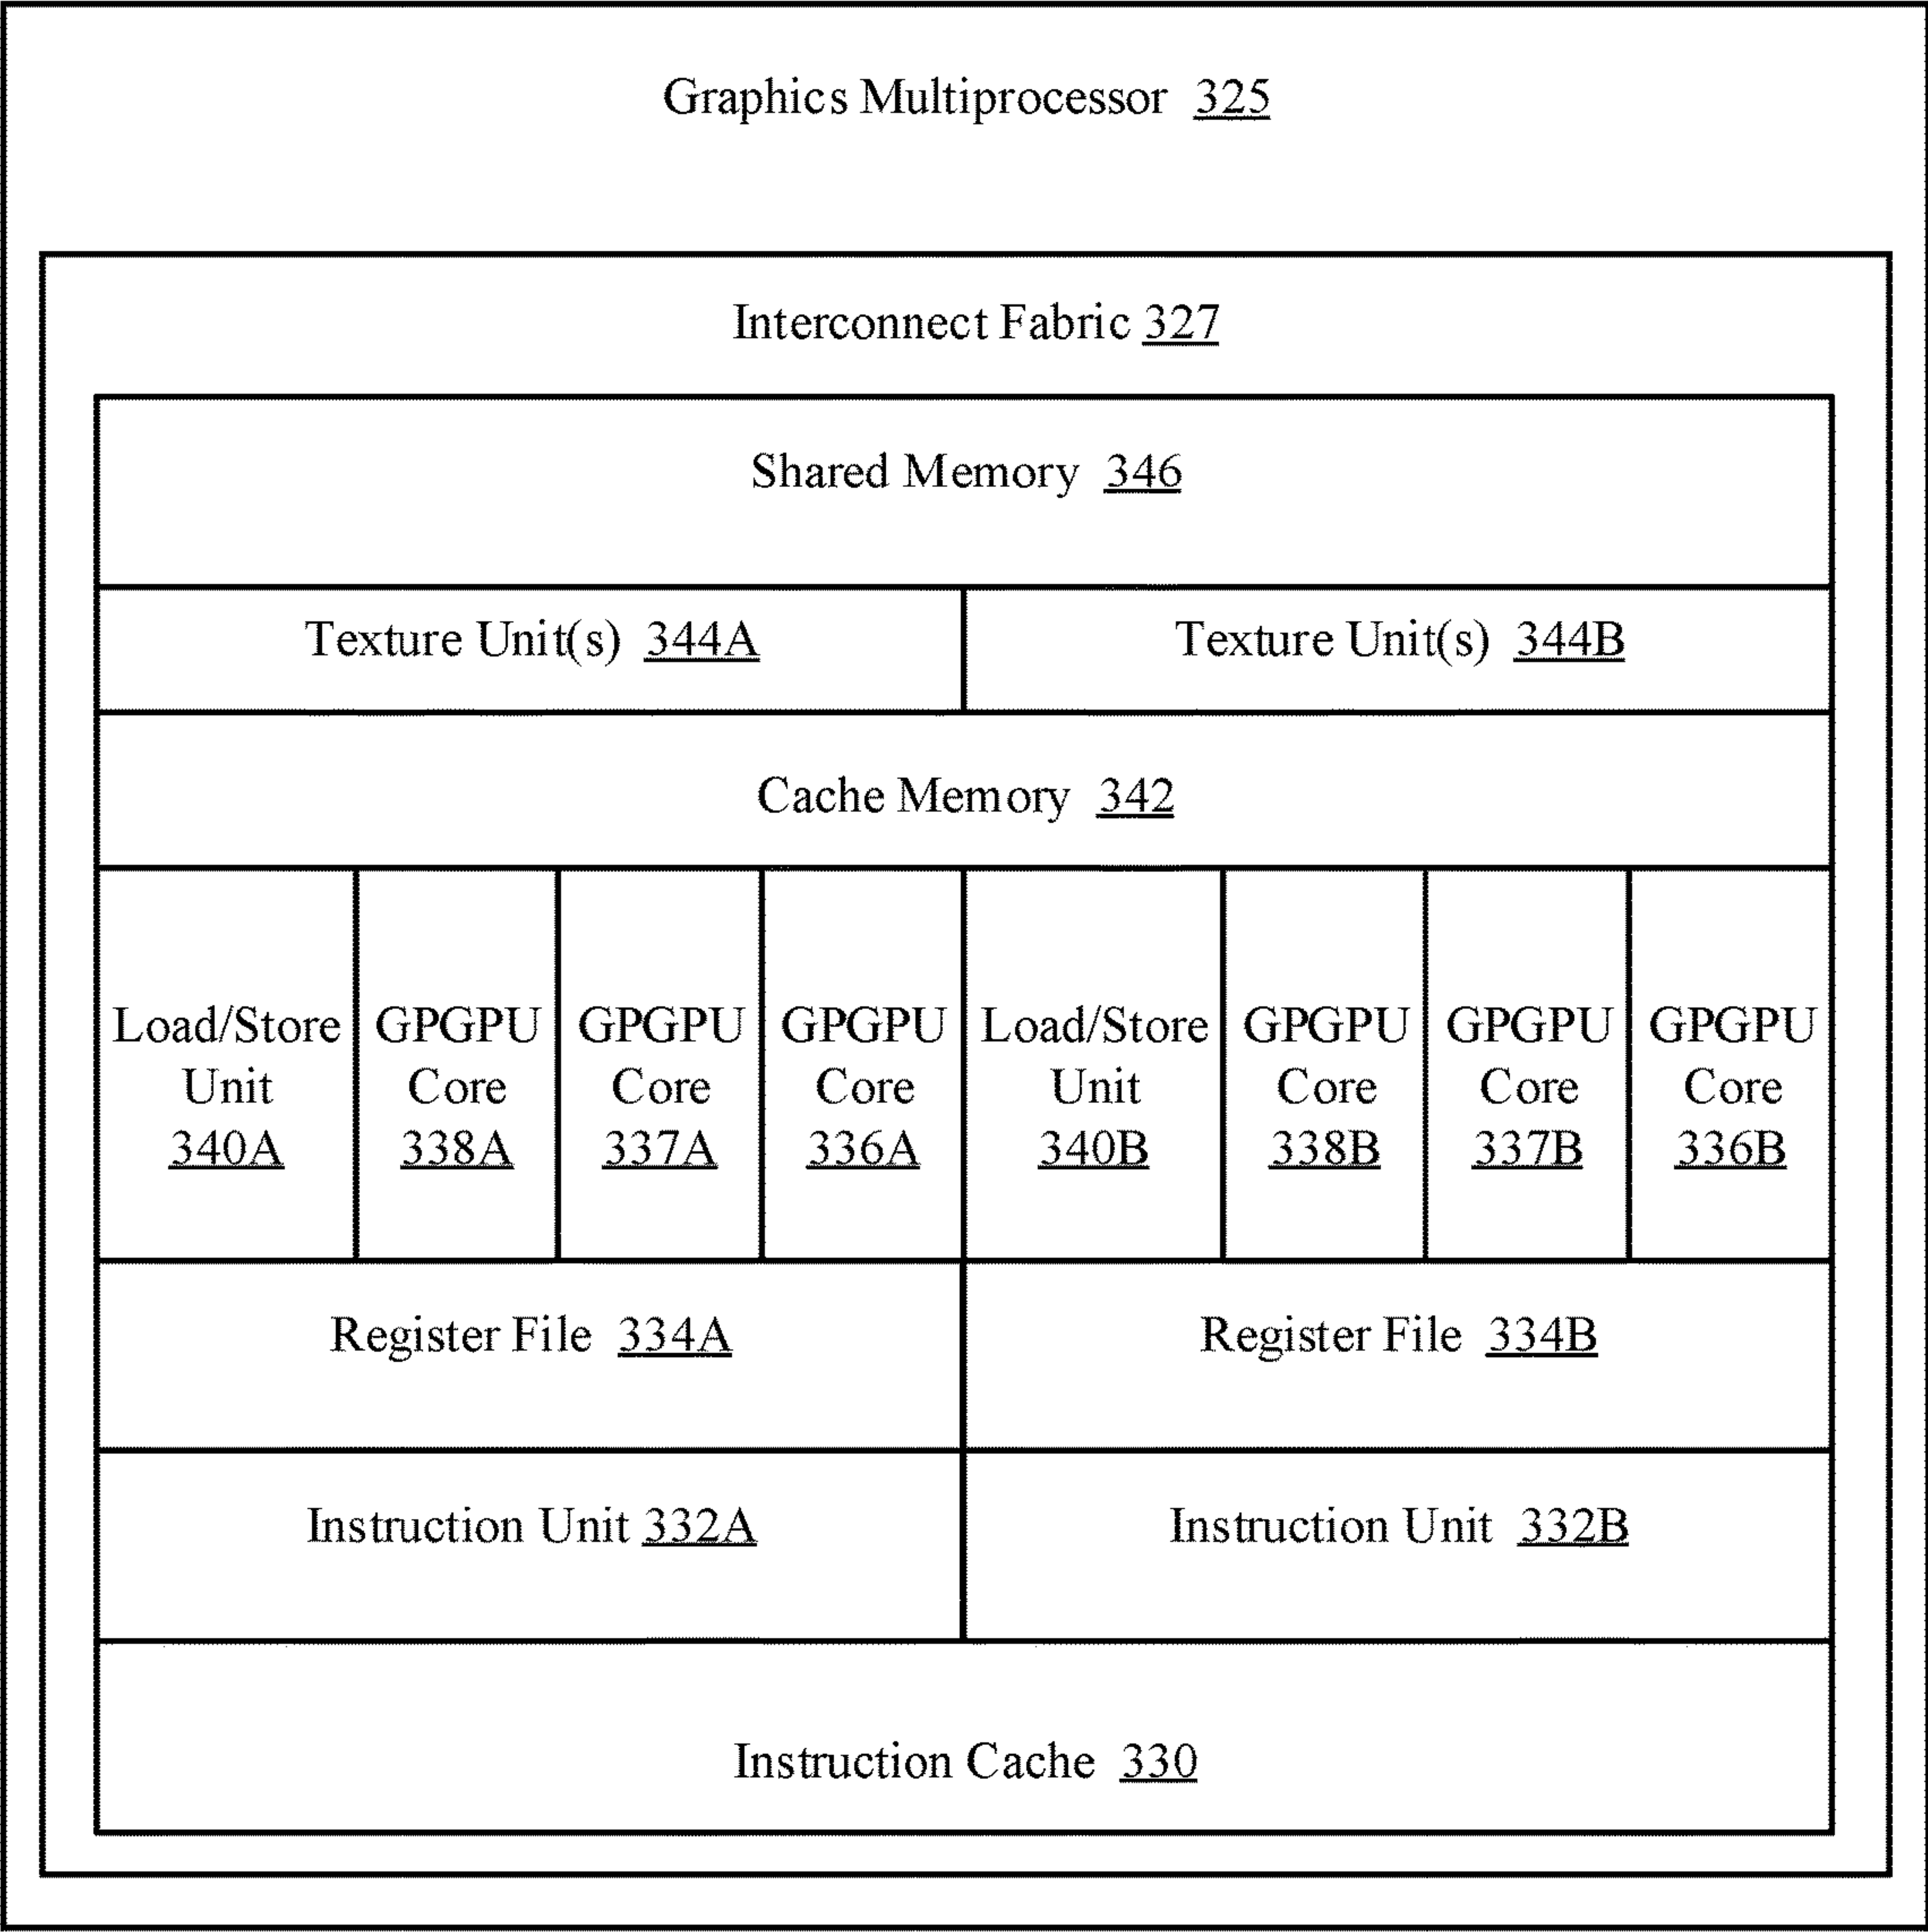 Graphics Multiprocessor 325
Interconnect Fabric 327
Shared Memory 346
Texture Unit(s) 344A
Texture Unit(s) 344B
Cache Memory 342
Load/Store
Unit
340A
GPGPU
Core
338A
GPGPU
Core
337A
GPGPU
Core
336A
Load/Store
Unit
340B
GPGPU
Core
338B
GPGPU
Core
337B
GPGPU
Core
336B
Register File 334A
Register File 334B
Instruction Unit 332A
Instruction Unit 332B
Instruction Cache 330